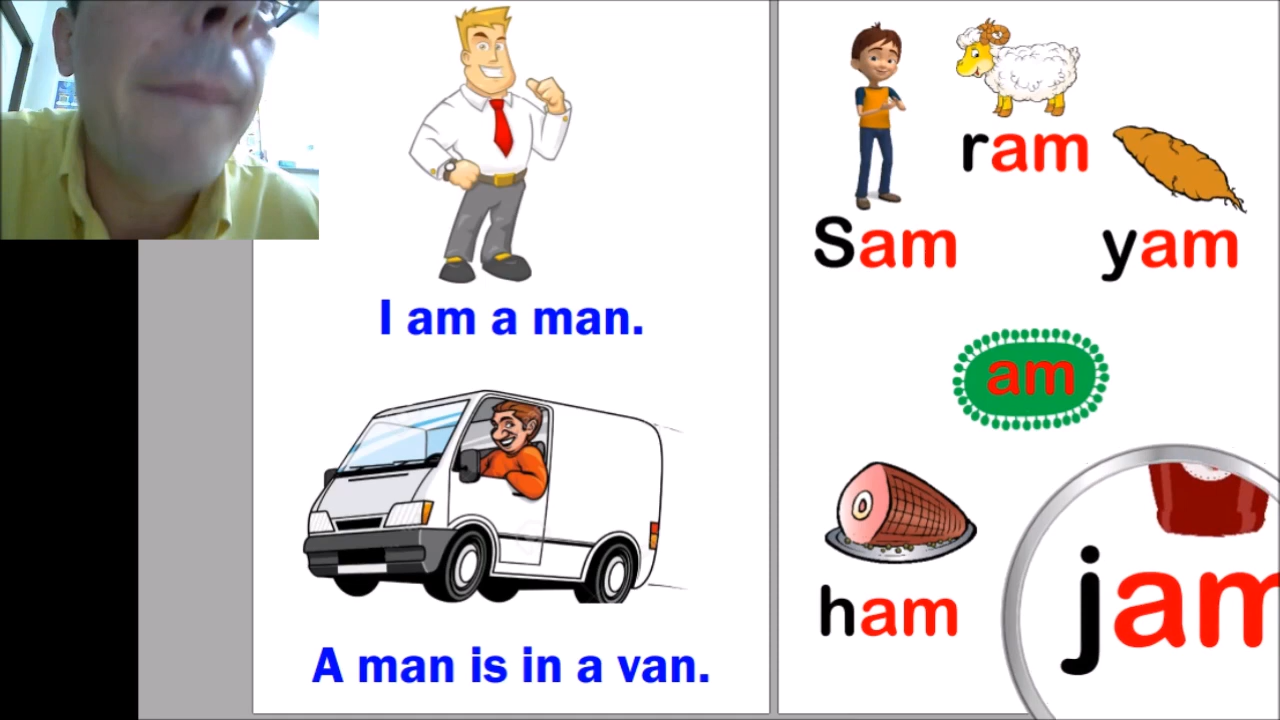 I am a man.
A man is in a van.
ram
Sam
yam
am
ham
jam